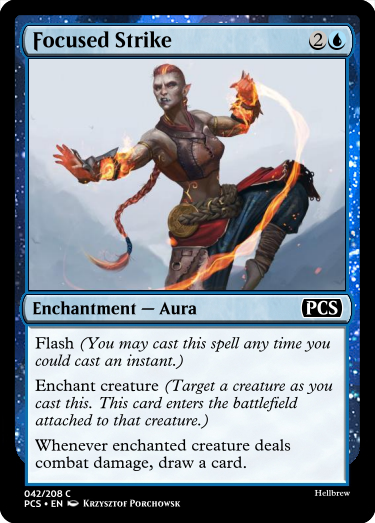 Focused Strike 2
Enchantment — Aura PCS
Flash (You may cast this spell any time you
could cast an instant.)
Enchant creature (Target a creature as you
cast this. This card enters the battlefield
attached to that creature.)
Whenever enchanted creature deals
combat damage, draw a card.
042/208 C Hellbrew
PCS • EN Krzysztof Porchowsk